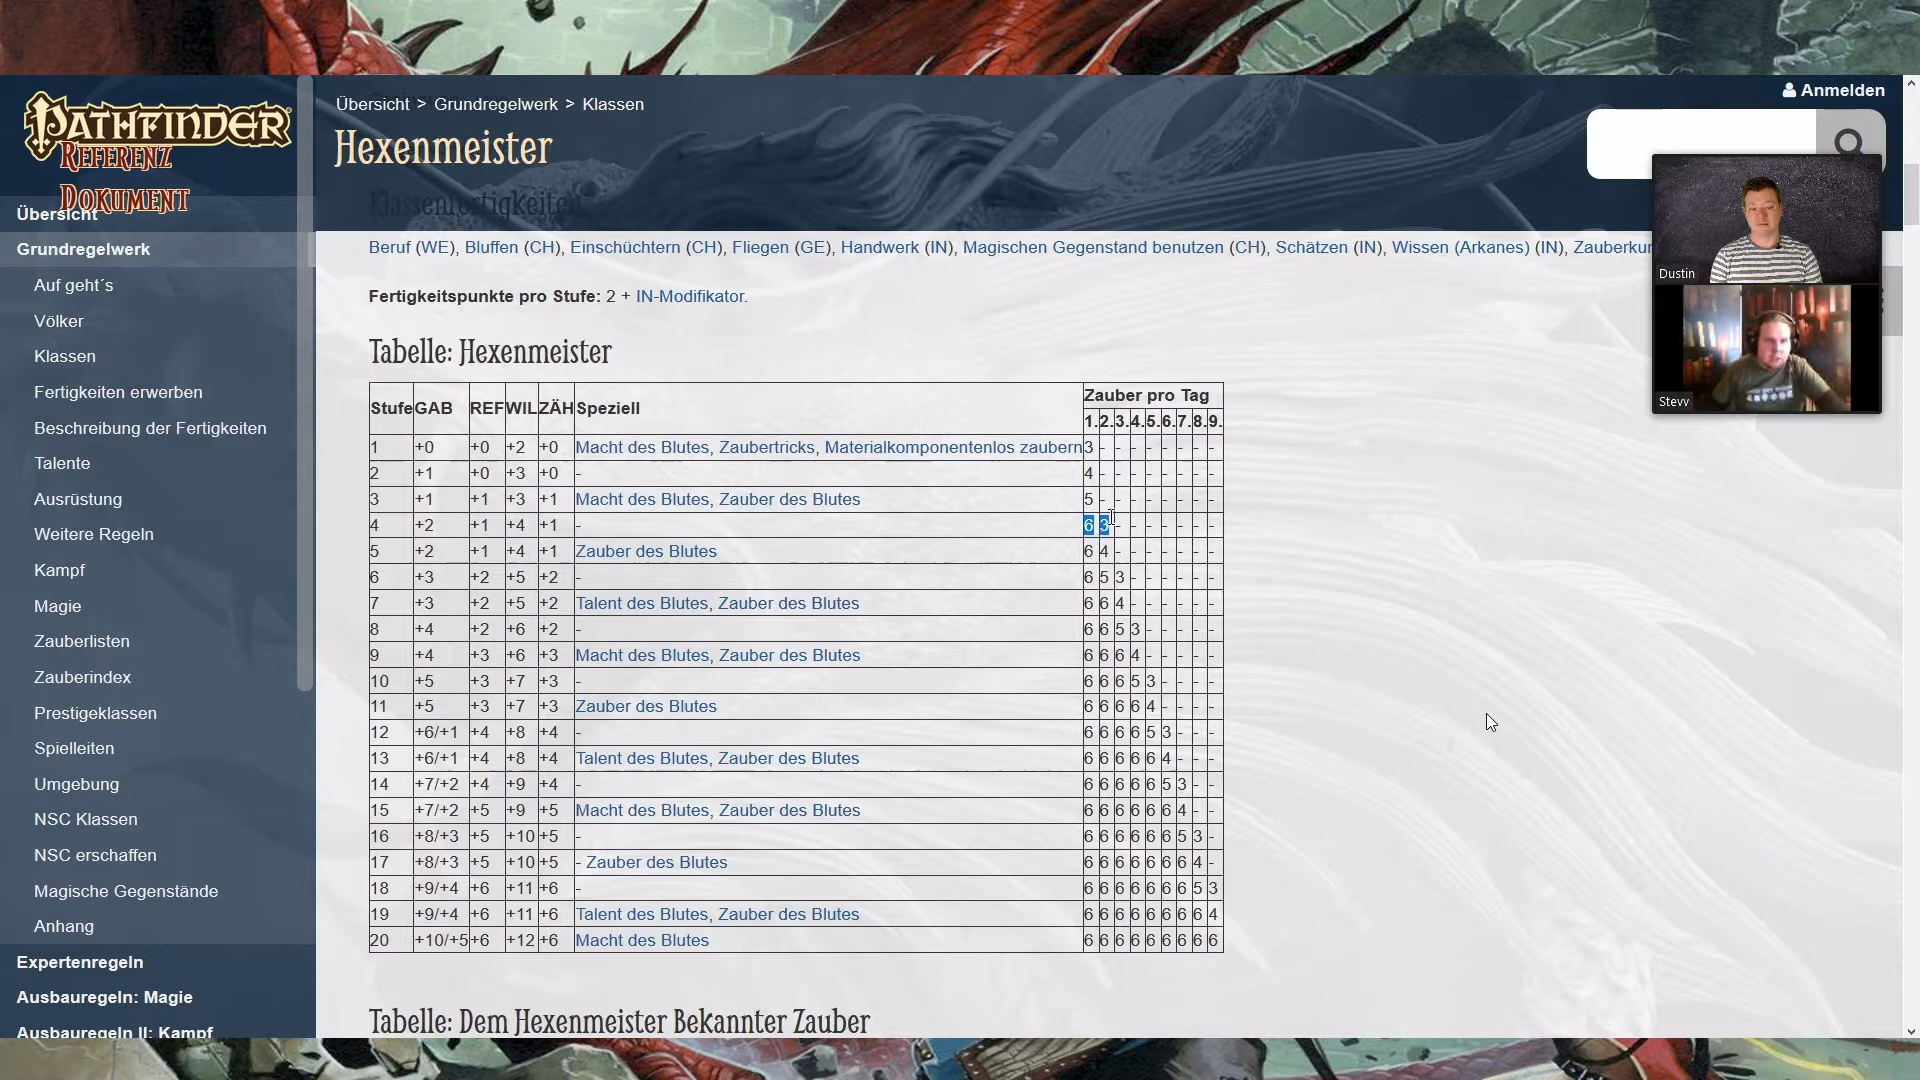 Übersicht > Grundregelwerk > Klassen
Anmelden
PATHFINDER
REFERENZ
DOKUMENT
Hexenmeister
Klassenfertigkeiten
Übersicht
Grundregelwerk
Auf geht´s
Völker
Klassen
Fertigkeiten erwerben
Beschreibung der Fertigkeiten
Talente
Ausrüstung
Weitere Regeln
Kampf
Magie
Zauberlisten
Zauberindex
Prestigeklassen
Spielleiten
Umgebung
NSC Klassen
NSC erschaffen
Magische Gegenstände
Anhang
Expertenregeln
Ausbauregeln: Magie
Ausbauregeln II: Kampf
Beruf (WE), Bluffen (CH), Einschüchtern (CH), Fliegen (GE), Handwerk (IN), Magischen Gegenstand benutzen (CH), Schätzen (IN), Wissen (Arkanes) (IN), Zauberkun
Fertigkeitspunkte pro Stufe: 2 + IN-Modifikator.
Tabelle: Hexenmeister
Stufe GAB REF WIL ZÄH Speziell Zauber pro Tag
1. 2. 3. 4. 5. 6. 7. 8. 9.
1 +0 +0 +2 +0 Macht des Blutes, Zaubertricks, Materialkomponentenlos zaubern 3 - - - - - - - -
2 +1 +0 +3 +0 - 4 - - - - - - - -
3 +1 +1 +3 +1 Macht des Blutes, Zauber des Blutes 5 - - - - - - - -
4 +2 +1 +4 +1 - 6 3 - - - - - - -
5 +2 +1 +4 +1 Zauber des Blutes 6 4 - - - - - - -
6 +3 +2 +5 +2 - 6 5 3 - - - - - -
7 +3 +2 +5 +2 Talent des Blutes, Zauber des Blutes 6 6 4 - - - - - -
8 +4 +2 +6 +2 - 6 6 5 3 - - - - -
9 +4 +3 +6 +3 Macht des Blutes, Zauber des Blutes 6 6 6 4 - - - - -
10 +5 +3 +7 +3 - 6 6 6 5 3 - - - -
11 +5 +3 +7 +3 Zauber des Blutes 6 6 6 6 4 - - - -
12 +6/+1 +4 +8 +4 - 6 6 6 6 5 3 - - -
13 +6/+1 +4 +8 +4 Talent des Blutes, Zauber des Blutes 6 6 6 6 6 4 - - -
14 +7/+2 +4 +9 +4 - 6 6 6 6 6 5 3 - -
15 +7/+2 +5 +9 +5 Macht des Blutes, Zauber des Blutes 6 6 6 6 6 6 4 - -
16 +8/+3 +5 +10 +5 - 6 6 6 6 6 6 5 3 -
17 +8/+3 +5 +10 +5 - Zauber des Blutes 6 6 6 6 6 6 6 4 -
18 +9/+4 +6 +11 +6 - 6 6 6 6 6 6 6 5 3
19 +9/+4 +6 +11 +6 Talent des Blutes, Zauber des Blutes 6 6 6 6 6 6 6 6 4
20 +10/+5 +6 +12 +6 Macht des Blutes 6 6 6 6 6 6 6 6 6
Tabelle: Dem Hexenmeister Bekannter Zauber
Dustin
Stevv